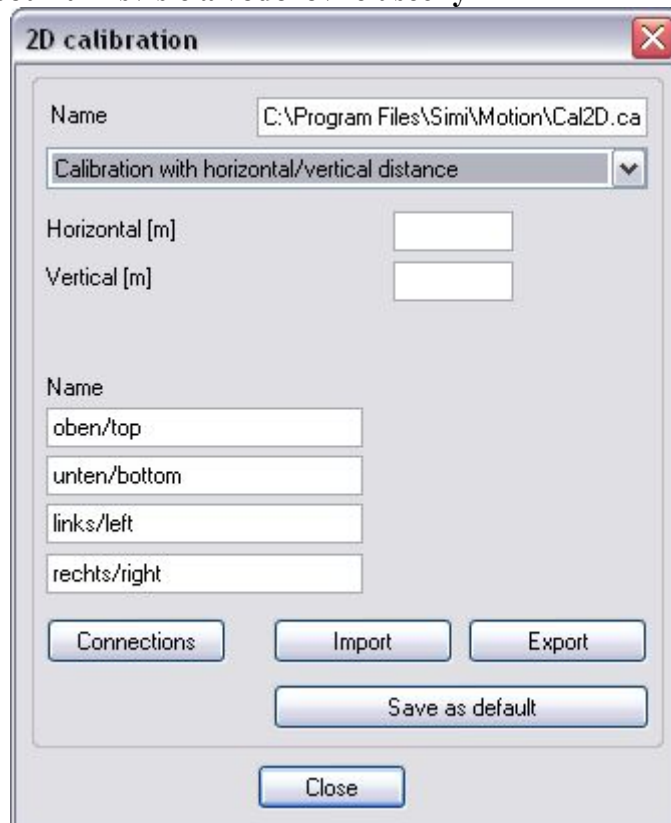 2D calibration
Name C:\Program Files\Simi\Motion\Cal2D.ca
Calibration with horizontal/vertical distance
Horizontal [m]
Vertical [m]
Name
oben/top
unten/bottom
links/left
rechts/right
Connections Import Export
Save as default
Close